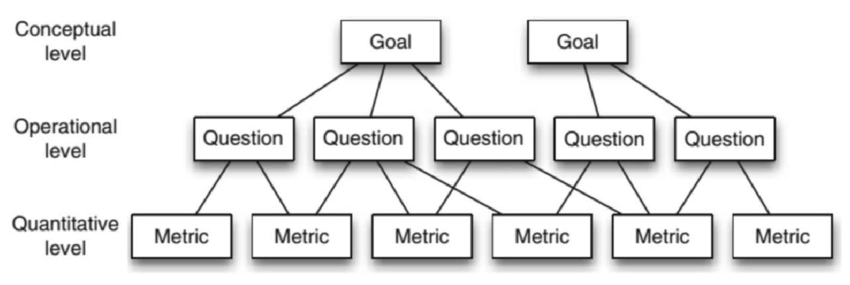 Conceptual
level
Goal
Goal
Operational
level
Question
Question
Question
Question
Question
Quantitative
level
Metric
Metric
Metric
Metric
Metric
Metric